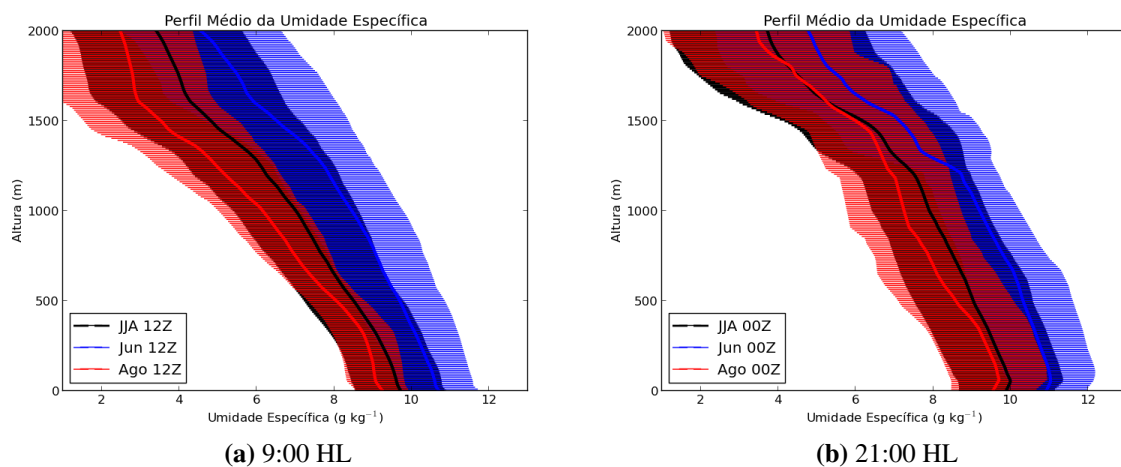 Perfil Médio da Umidade Específica
2000
1500
1000
500
0
Altura (m)
JJA 12Z
Jun 12Z
Ago 12Z
2 4 6 8 10 12
Umidade Específica (g kg⁻¹)
(a) 9:00 HL
Perfil Médio da Umidade Específica
2000
1500
1000
500
0
Altura (m)
JJA 00Z
Jun 00Z
Ago 00Z
2 4 6 8 10 12
Umidade Específica (g kg⁻¹)
(b) 21:00 HL